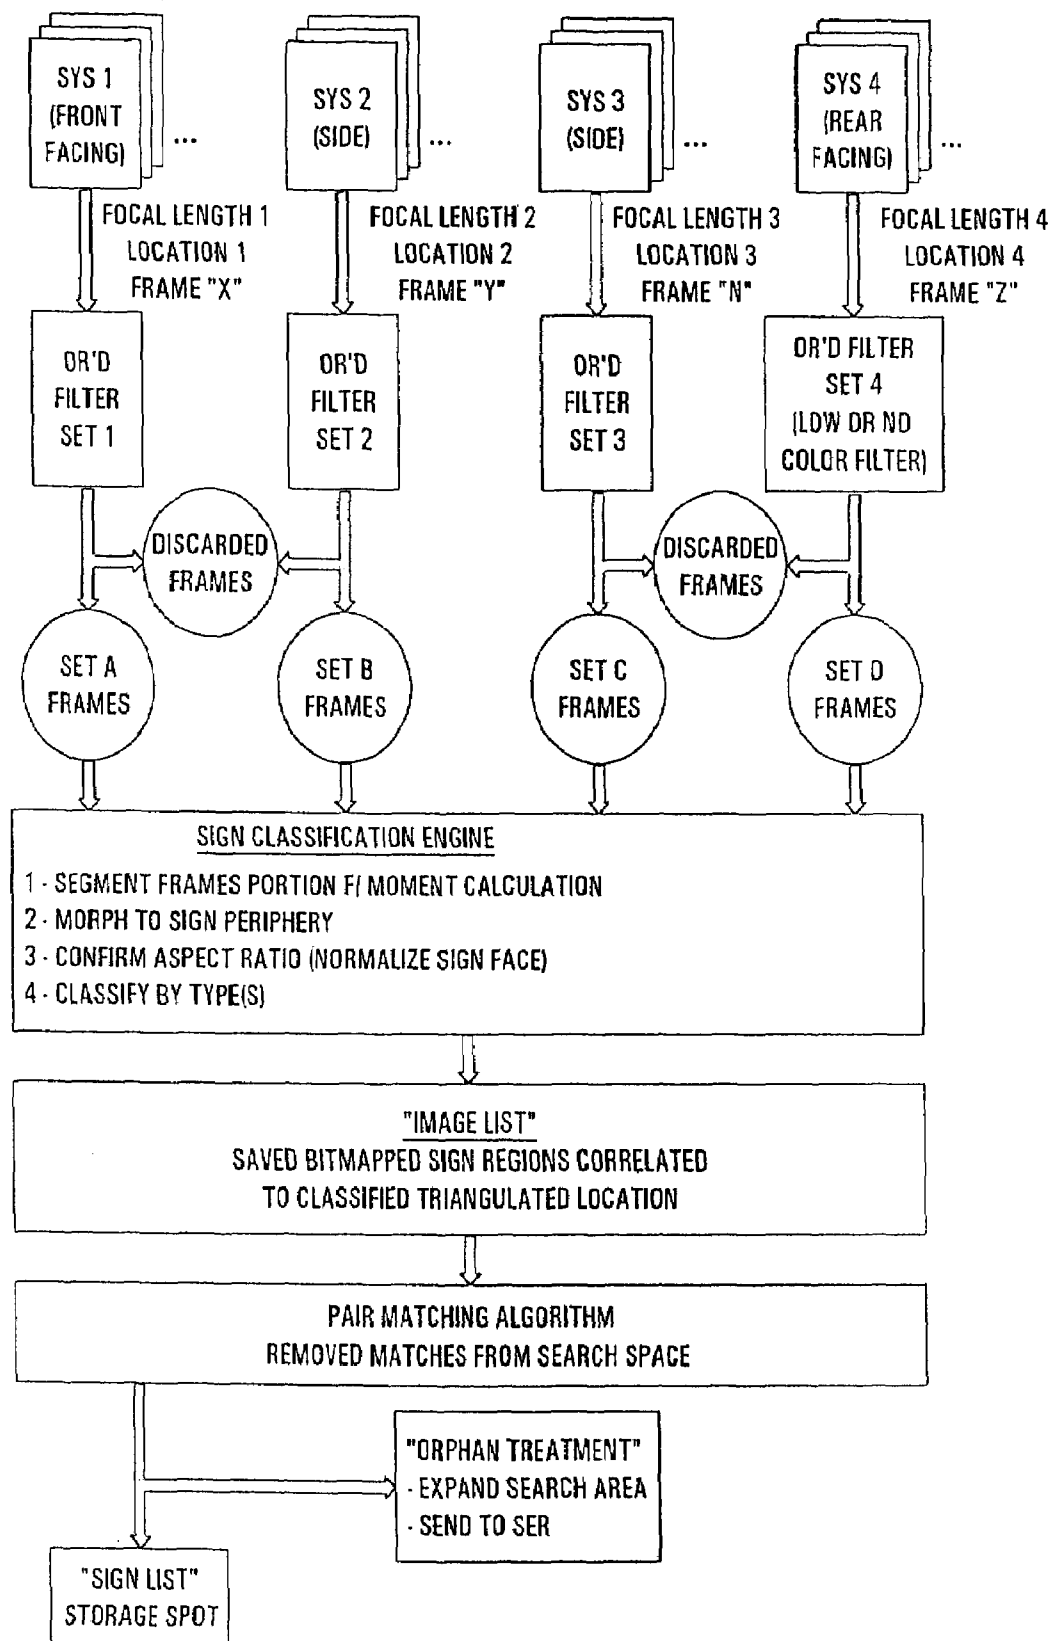 SYS 1
(FRONT
FACING)
...
SYS 2
(SIDE)
...
SYS 3
(SIDE)
...
SYS 4
(REAR
FACING)
...
FOCAL LENGTH 1
LOCATION 1
FRAME "X"
FOCAL LENGTH 2
LOCATION 2
FRAME "Y"
FOCAL LENGTH 3
LOCATION 3
FRAME "N"
FOCAL LENGTH 4
LOCATION 4
FRAME "Z"
OR'D
FILTER
SET 1
OR'D
FILTER
SET 2
OR'D
FILTER
SET 3
OR'D FILTER
SET 4
(LOW OR NO
COLOR FILTER)
DISCARDED
FRAMES
DISCARDED
FRAMES
SET A
FRAMES
SET B
FRAMES
SET C
FRAMES
SET D
FRAMES
SIGN CLASSIFICATION ENGINE
1 - SEGMENT FRAMES PORTION F/ MOMENT CALCULATION
2 - MORPH TO SIGN PERIPHERY
3 - CONFIRM ASPECT RATIO (NORMALIZE SIGN FACE)
4 - CLASSIFY BY TYPE(S)
"IMAGE LIST"
SAVED BITMAPPED SIGN REGIONS CORRELATED
TO CLASSIFIED TRIANGULATED LOCATION
PAIR MATCHING ALGORITHM
REMOVED MATCHES FROM SEARCH SPACE
"ORPHAN TREATMENT"
- EXPAND SEARCH AREA
- SEND TO SER
"SIGN LIST"
STORAGE SPOT